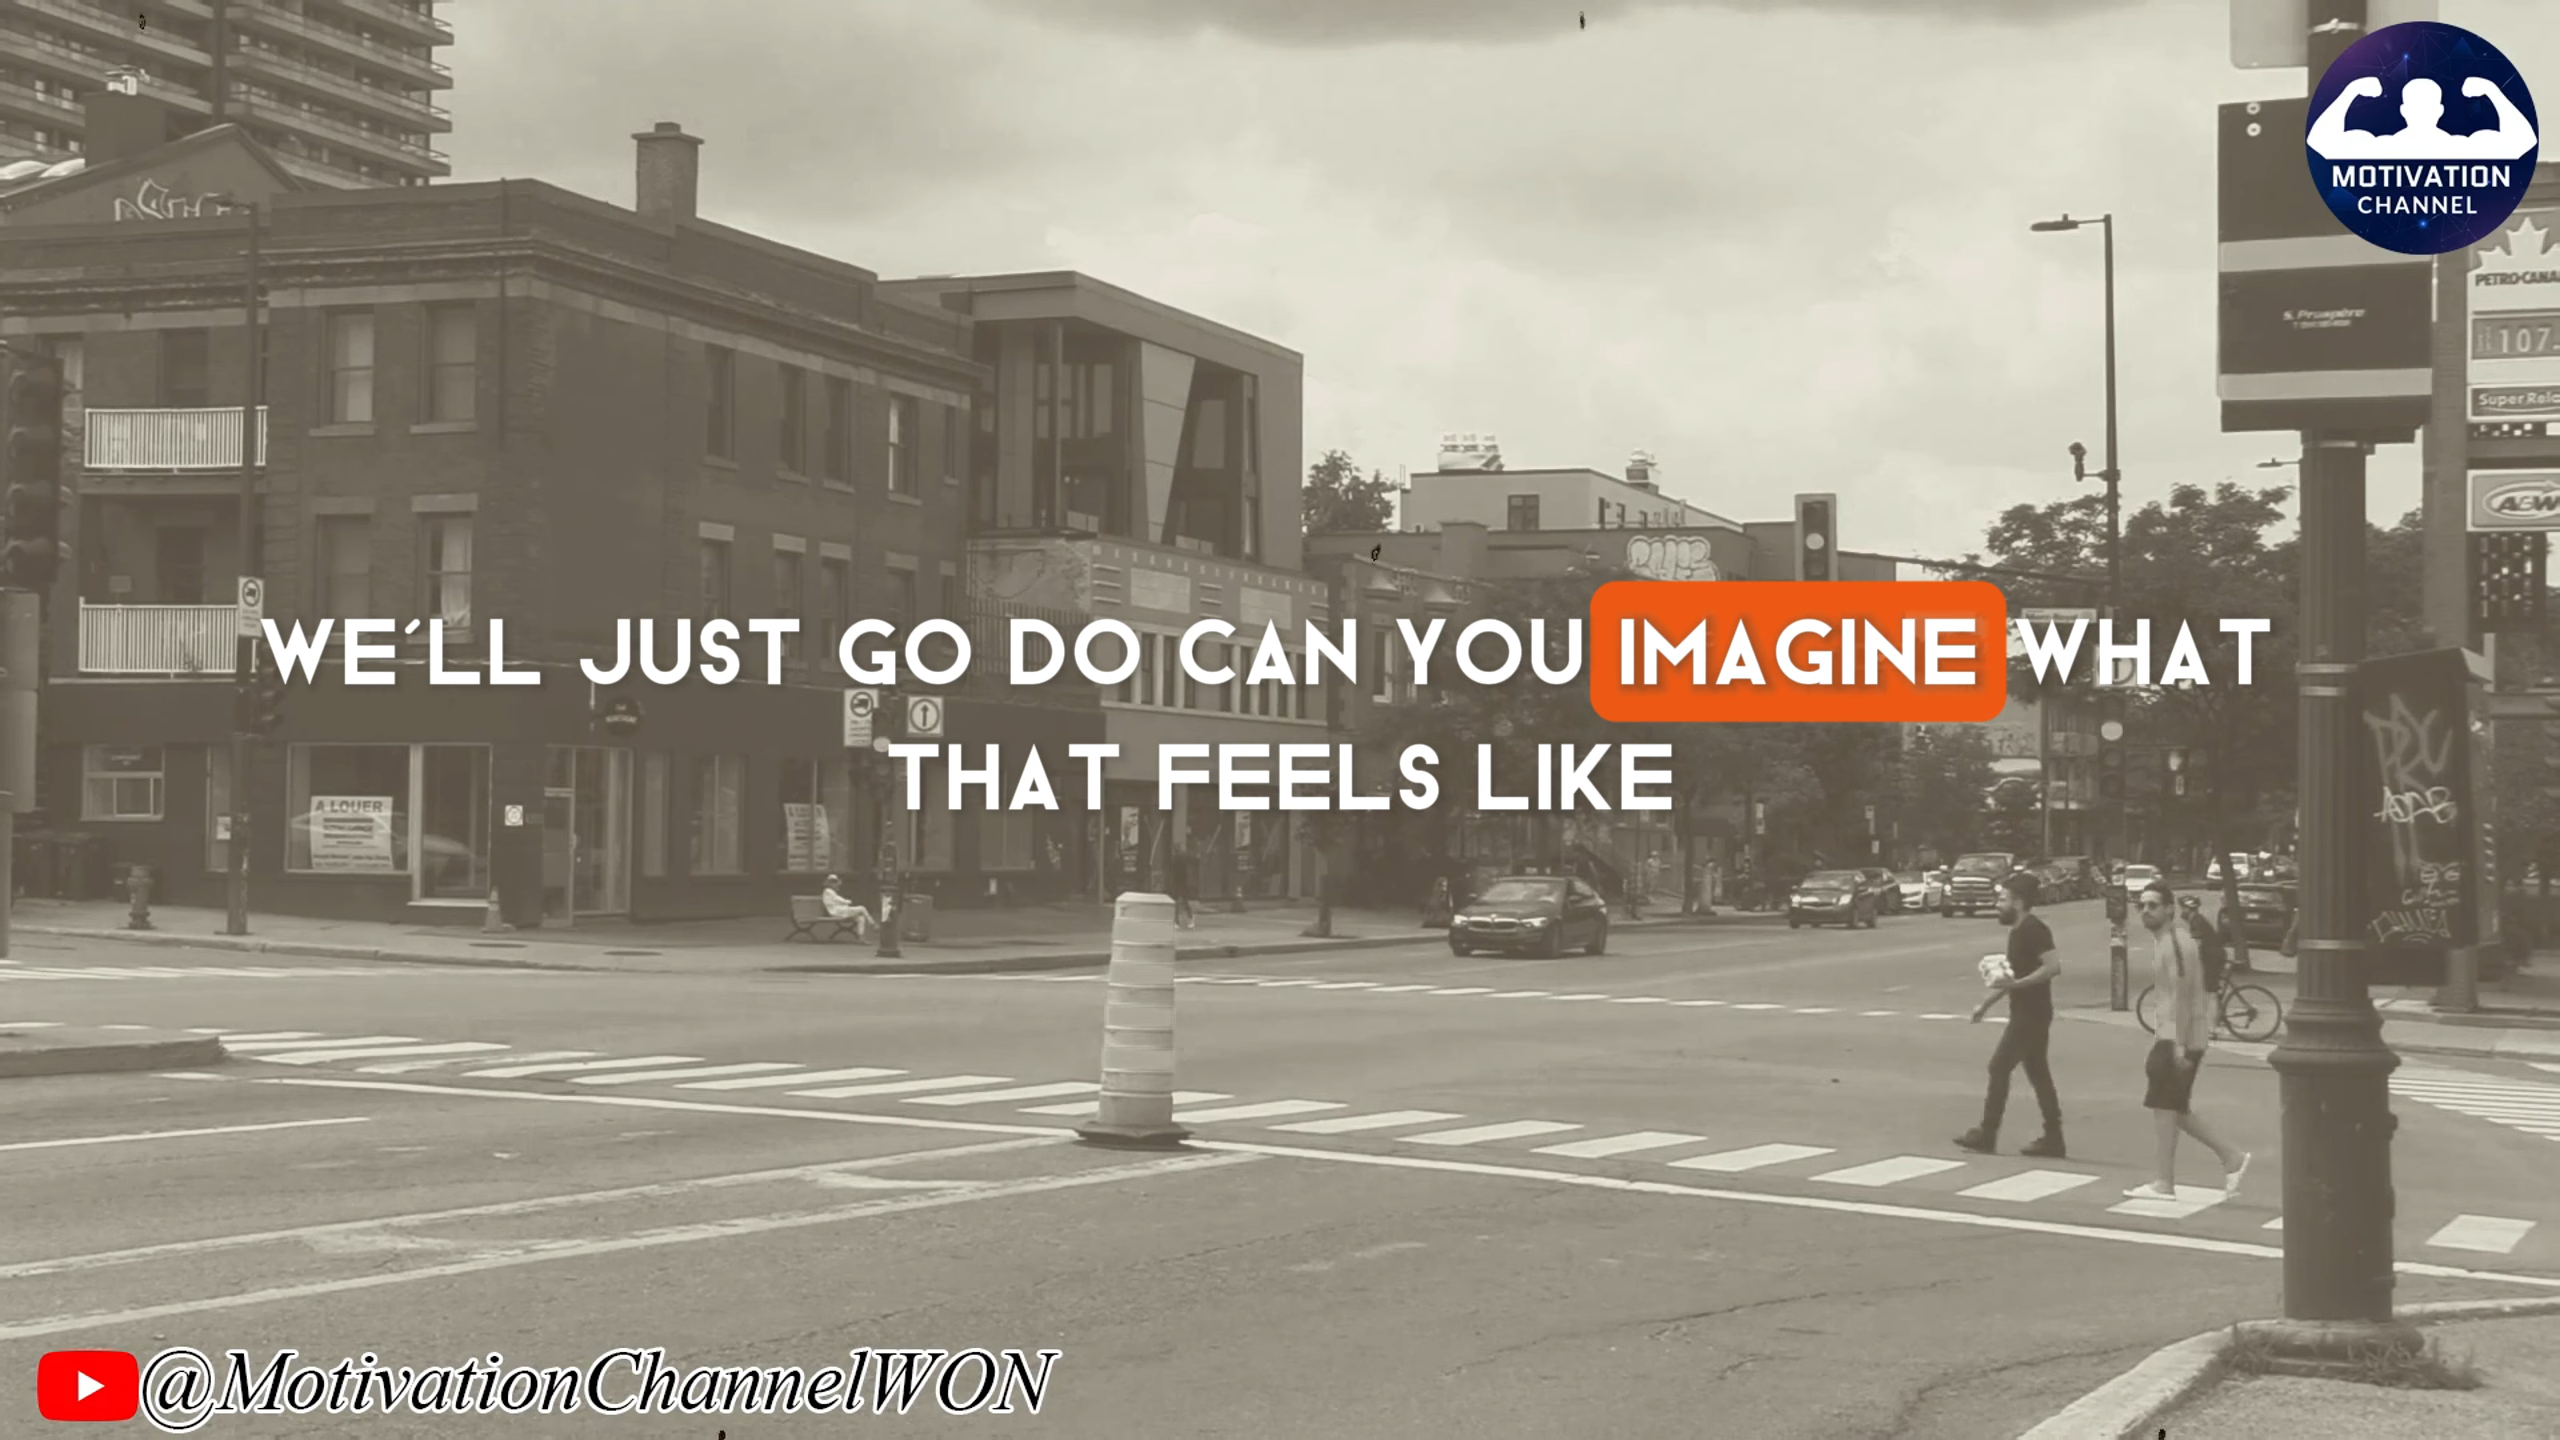 MOTIVATION
CHANNEL
PETRO-CANA
107.
A&W
WE'LL JUST GO DO CAN YOU IMAGINE WHAT
THAT FEELS LIKE
A LOUER
@MotivationChannelWON